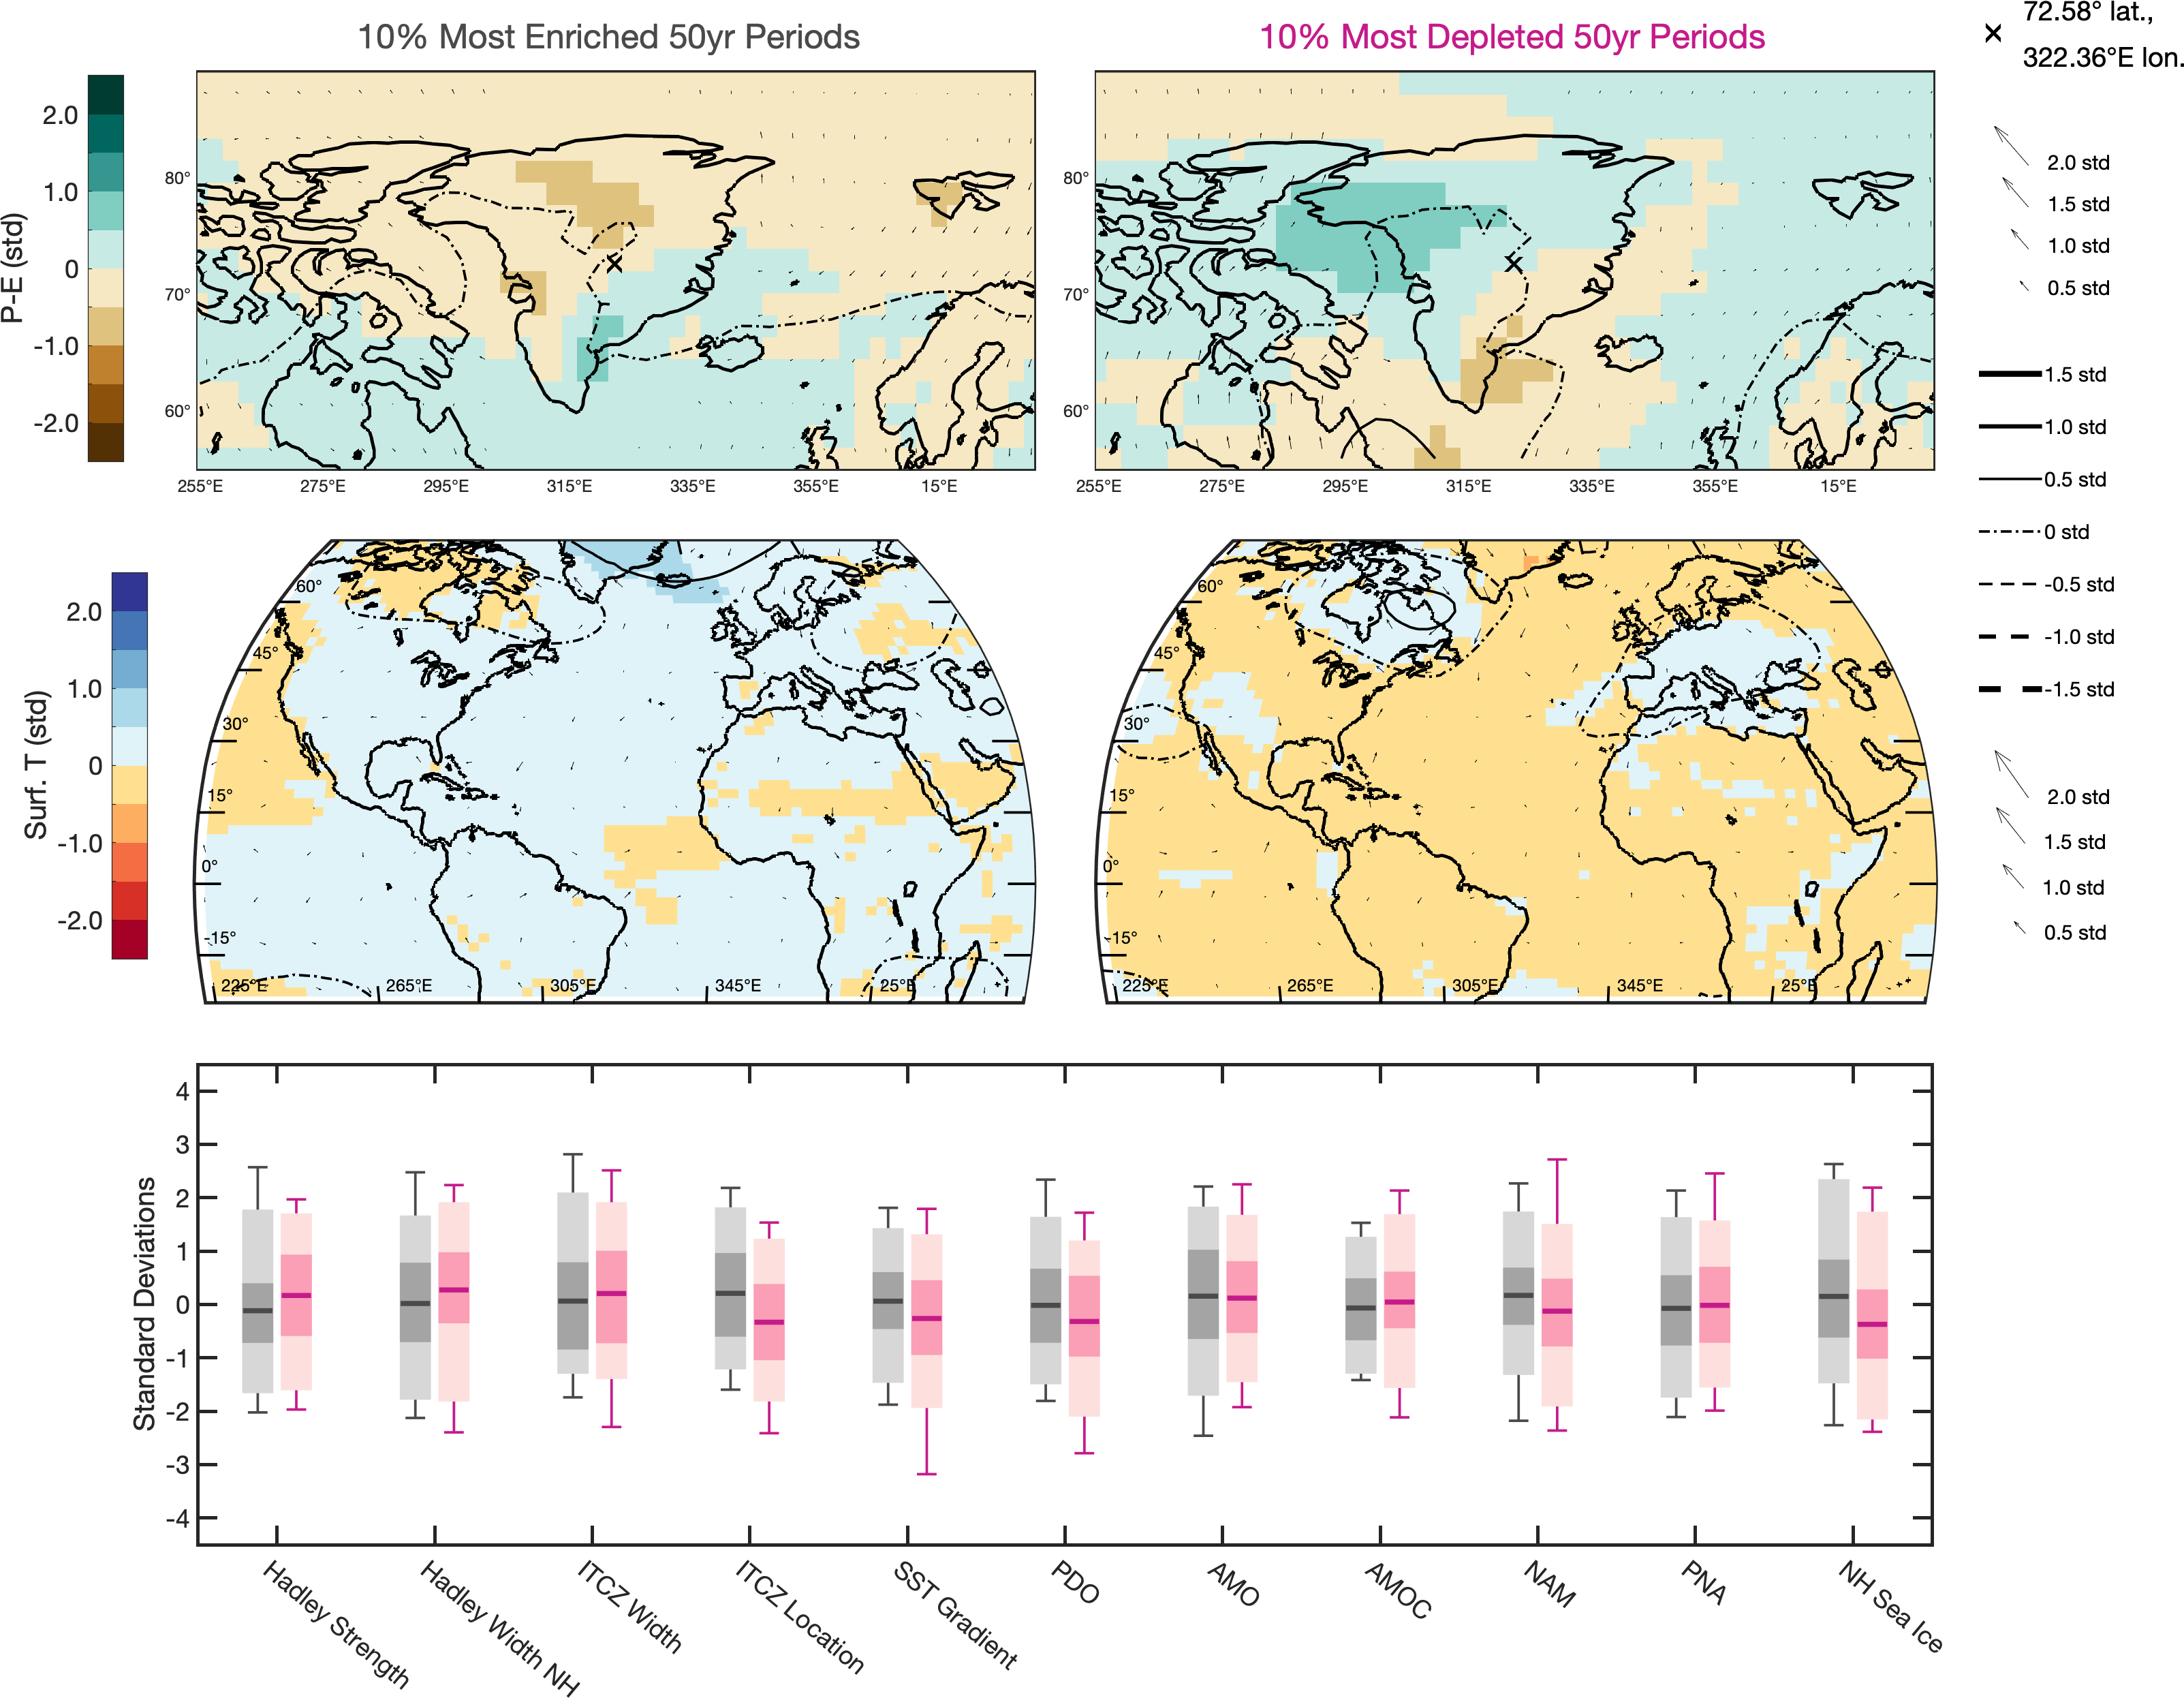 10% Most Enriched 50yr Periods
10% Most Depleted 50yr Periods
72.58° lat.,
322.36°E lon.
P-E (std)
2.0
1.0
0
-1.0
-2.0
80°
70°
60°
255°E 275°E 295°E 315°E 335°E 355°E 15°E
80°
70°
60°
255°E 275°E 295°E 315°E 335°E 355°E 15°E
2.0 std
1.5 std
1.0 std
0.5 std
1.5 std
1.0 std
0.5 std
0 std
-0.5 std
-1.0 std
-1.5 std
Surf. T (std)
2.0
1.0
0
-1.0
-2.0
60°
45°
30°
15°
0°
-15°
225°E 265°E 305°E 345°E 25°E
60°
45°
30°
15°
0°
-15°
225°E 265°E 305°E 345°E 25°E
2.0 std
1.5 std
1.0 std
0.5 std
Standard Deviations
4
3
2
1
0
-1
-2
-3
-4
Hadley Strength
Hadley Width NH
ITCZ Width
ITCZ Location
SST Gradient
PDO
AMO
AMOC
NAM
PNA
NH Sea Ice